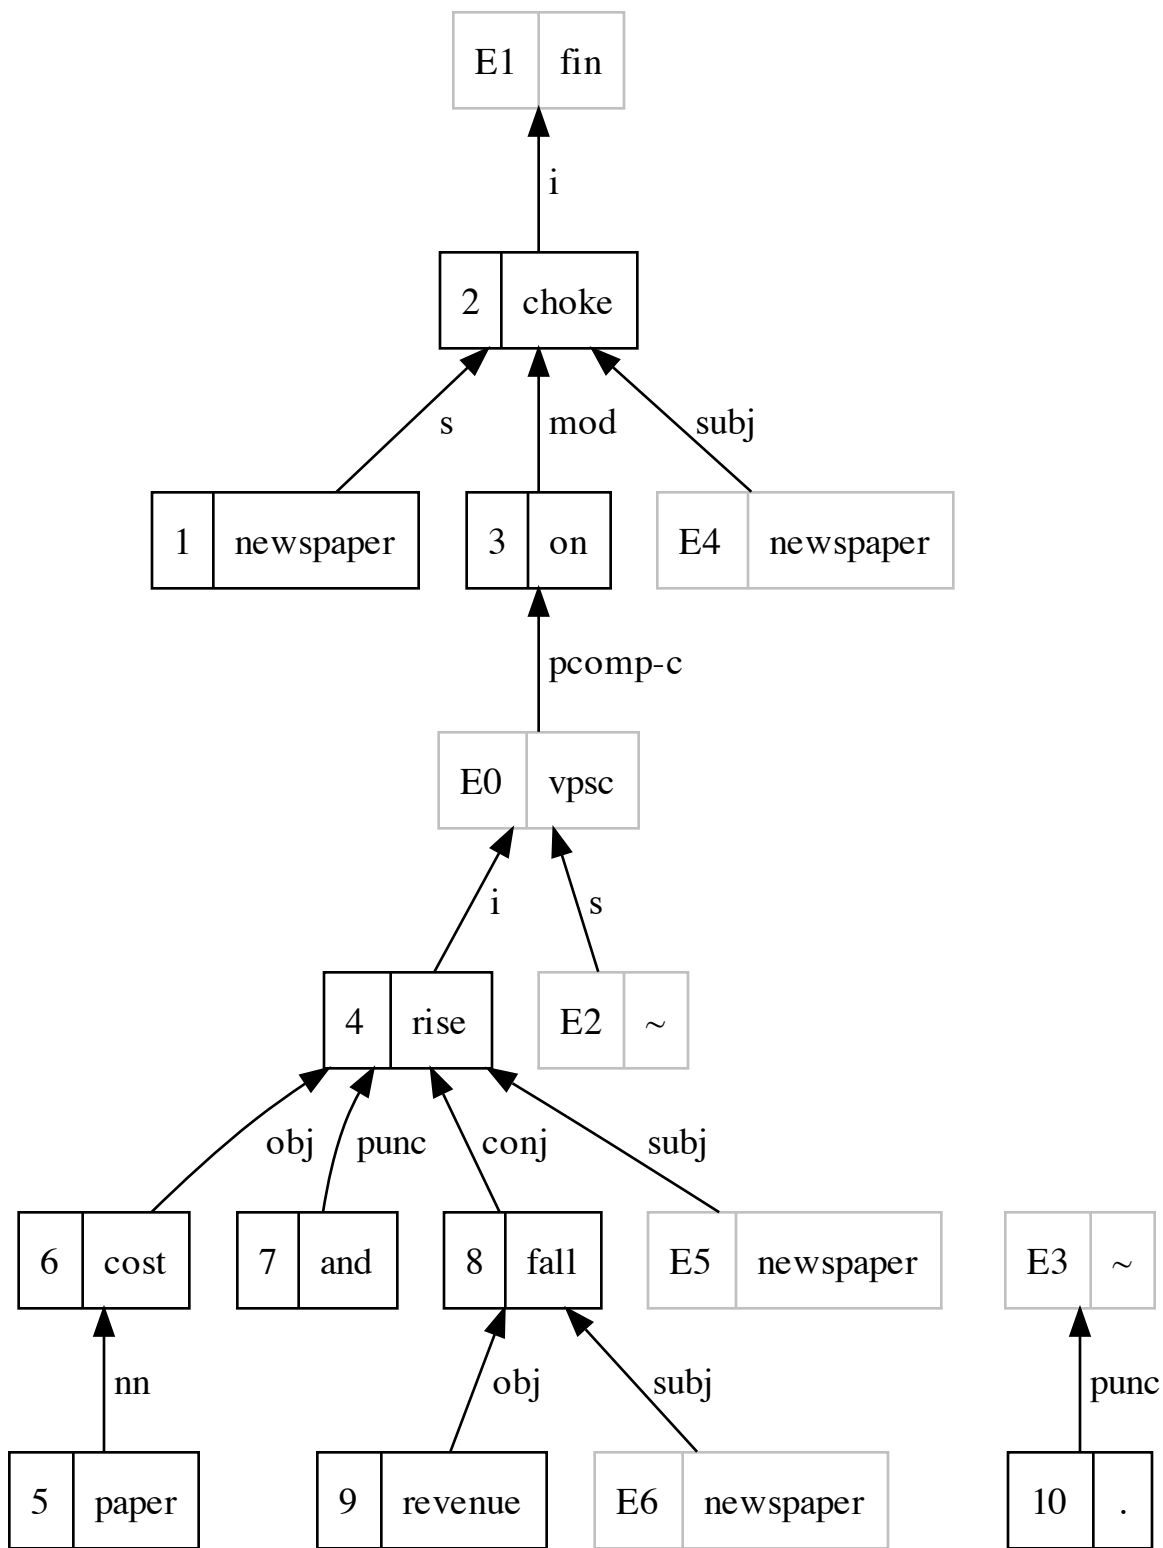 E1 fin
i
2 choke
s mod subj
1 newspaper 3 on E4 newspaper
pcomp-c
E0 vpsc
i s
4 rise E2 ~
obj punc conj subj
6 cost 7 and 8 fall E5 newspaper E3 ~
nn obj subj punc
5 paper 9 revenue E6 newspaper 10 .